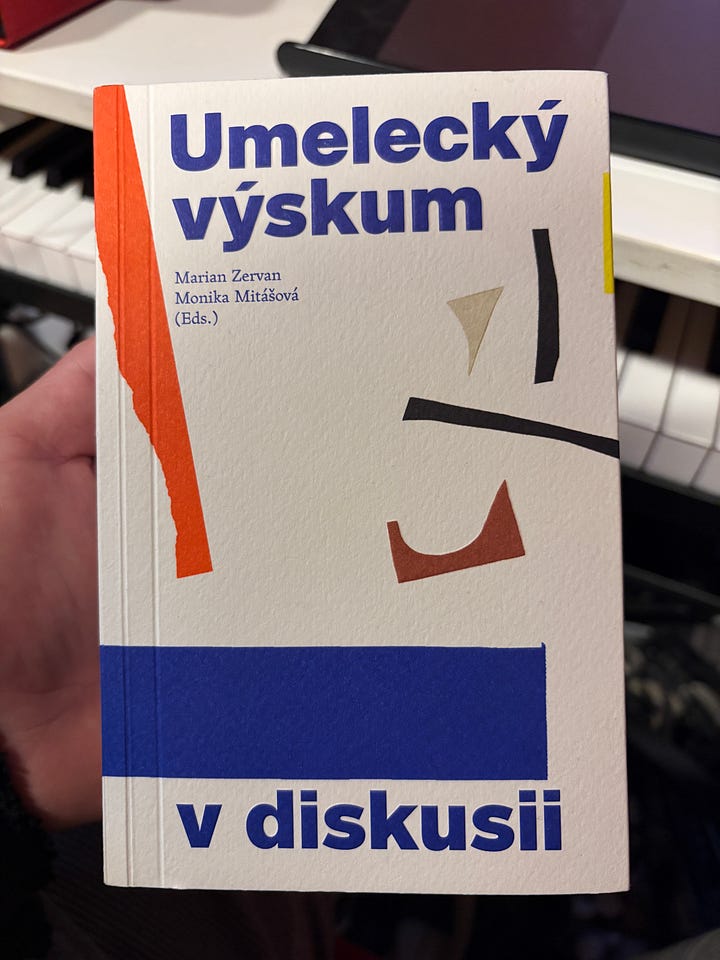 Umelecký
výskum
Marian Zervan
Monika Mitášová
(Eds.)
v diskusii